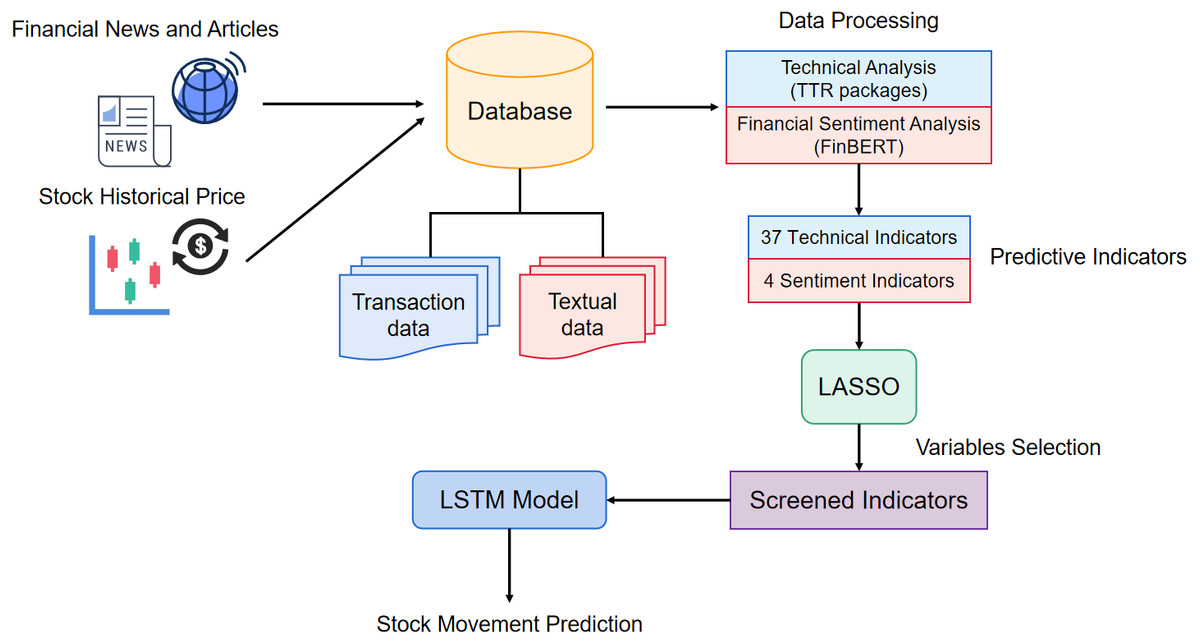 Financial News and Articles
NEWS
Stock Historical Price
$
Database
Transaction
data
Textual
data
Data Processing
Technical Analysis
(TTR packages)
Financial Sentiment Analysis
(FinBERT)
37 Technical Indicators
4 Sentiment Indicators
Predictive Indicators
LASSO
Variables Selection
Screened Indicators
LSTM Model
Stock Movement Prediction